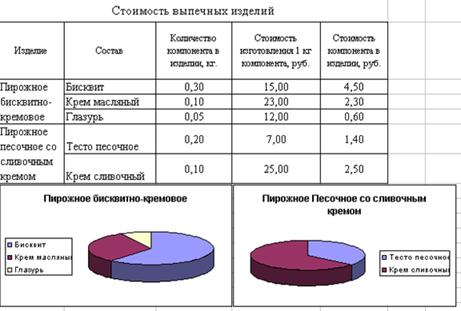 Стоимость выпечных изделий
Изделие Состав Количество компонента в изделии, кг. Стоимость изготовления 1 кг компонента, руб. Стоимость компонента в изделии, руб.
Пирожное Бисквит 0,30 15,00 4,50
бисквитно- Крем масляный 0,10 23,00 2,30
кремовое Глазурь 0,05 12,00 0,60
Пирожное
песочное со Тесто песочное 0,20 7,00 1,40
сливочным
кремом Крем сливочный 0,10 25,00 2,50
Пирожное бисквитно-кремовое
Бисквит
Крем масляны
Глазурь
Пирожное Песочное со сливочным
кремом
Тесто песочно
Крем сливочны